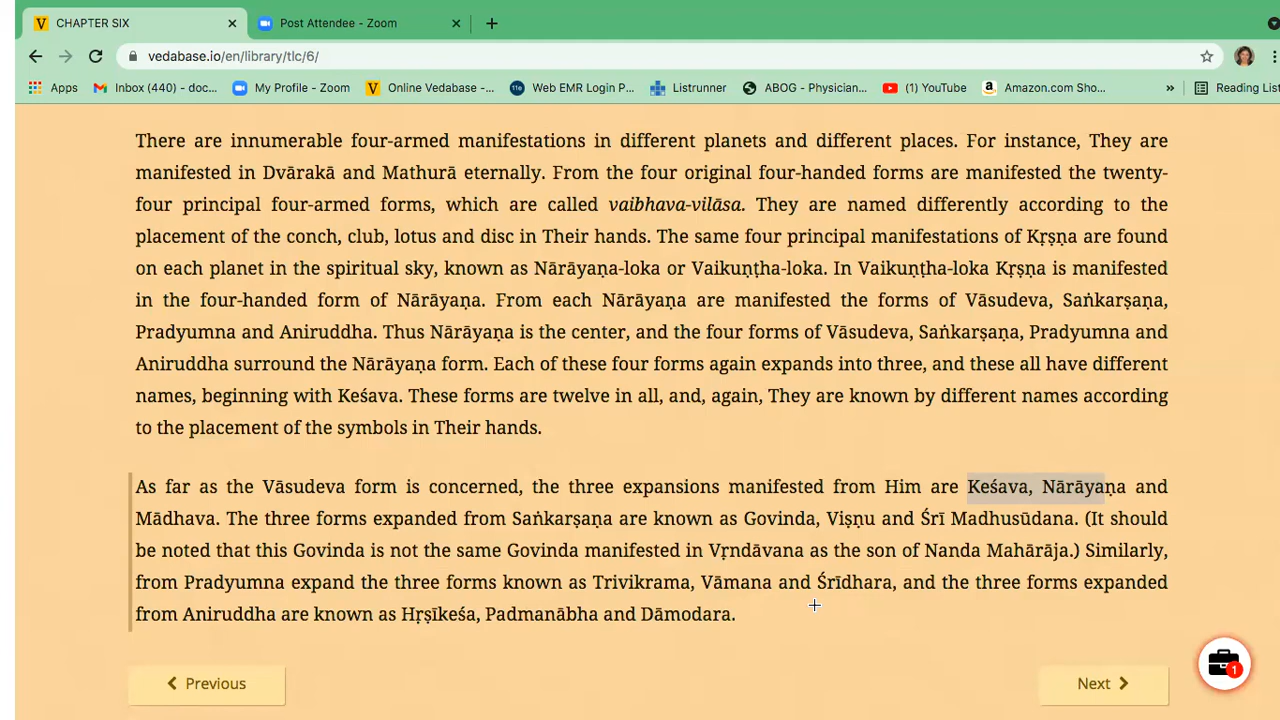 CHAPTER SIX
Post Attendee - Zoom
vedabase.io/en/library/tlc/6/
Apps Inbox (440) - doc... My Profile - Zoom Online Vedabase -... Web EMR Login P... Listrunner ABOG - Physician... (1) YouTube Amazon.com Sho... » Reading List
There are innumerable four-armed manifestations in different planets and different places. For instance, They are
manifested in Dvārakā and Mathurā eternally. From the four original four-handed forms are manifested the twenty-
four principal four-armed forms, which are called vaibhava-vilāsa. They are named differently according to the
placement of the conch, club, lotus and disc in Their hands. The same four principal manifestations of Kṛṣṇa are found
on each planet in the spiritual sky, known as Nārāyaṇa-loka or Vaikuṇṭha-loka. In Vaikuṇṭha-loka Kṛṣṇa is manifested
in the four-handed form of Nārāyaṇa. From each Nārāyaṇa are manifested the forms of Vāsudeva, Saṅkarṣaṇa,
Pradyumna and Aniruddha. Thus Nārāyaṇa is the center, and the four forms of Vāsudeva, Saṅkarṣaṇa, Pradyumna and
Aniruddha surround the Nārāyaṇa form. Each of these four forms again expands into three, and these all have different
names, beginning with Keśava. These forms are twelve in all, and, again, They are known by different names according
to the placement of the symbols in Their hands.
As far as the Vāsudeva form is concerned, the three expansions manifested from Him are Keśava, Nārāyaṇa and
Mādhava. The three forms expanded from Saṅkarṣaṇa are known as Govinda, Viṣṇu and Śrī Madhusūdana. (It should
be noted that this Govinda is not the same Govinda manifested in Vṛndāvana as the son of Nanda Mahārāja.) Similarly,
from Pradyumna expand the three forms known as Trivikrama, Vāmana and Śrīdhara, and the three forms expanded
from Aniruddha are known as Hṛṣīkeśa, Padmanābha and Dāmodara.
Previous
Next
1